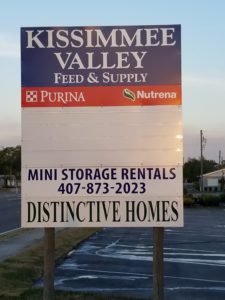 KISSIMMEE
VALLEY
FEED & SUPPLY
PURINA Nutrena
MINI STORAGE RENTALS
407-873-2023
DISTINCTIVE HOMES